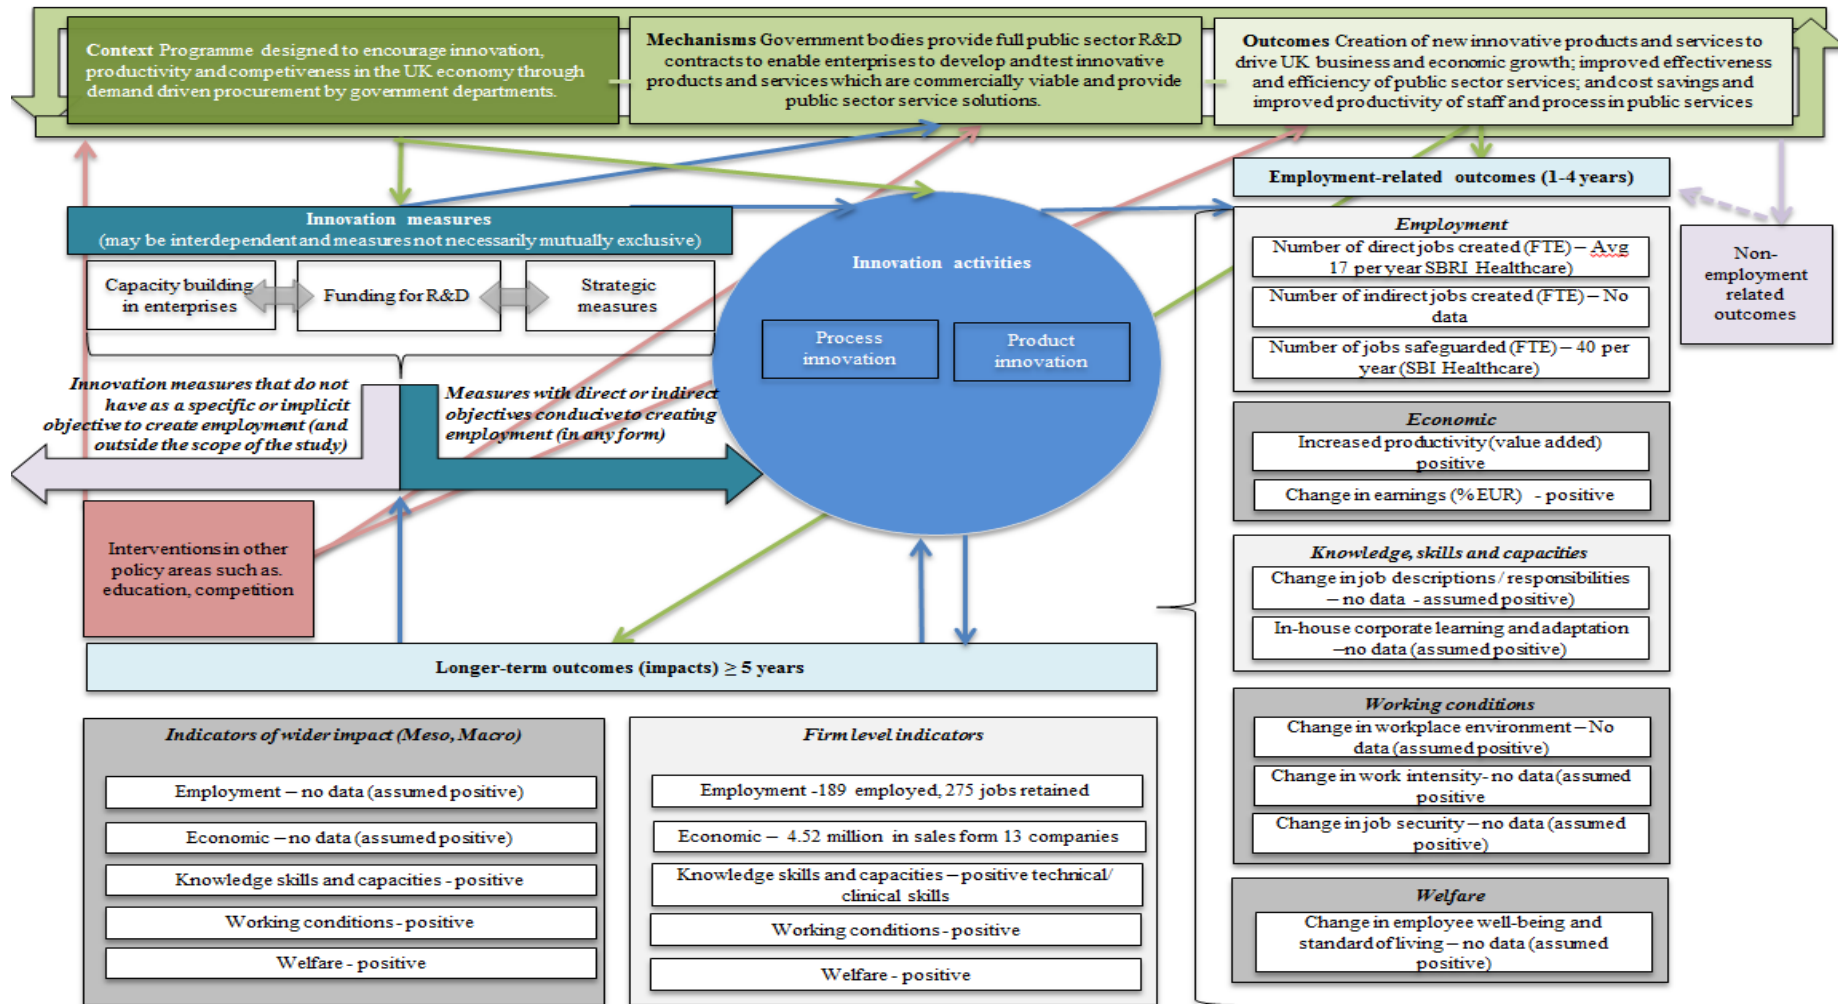 Context Programme designed to encourage innovation,
productivity and competiveness in the UK economy through
demand driven procurement by government departments.
Mechanisms Government bodies provide full public sector R&D
contracts to enable enterprises to develop and test innovative
products and services which are commercially viable and provide
public sector service solutions.
Outcomes Creation of new innovative products and services to
drive UK business and economic growth; improved effectiveness
and efficiency of public sector services; and cost savings and
improved productivity of staff and process in public services
Innovation measures
(may be interdependent and measures not necessarily mutually exclusive)
Capacity building
in enterprises
Funding for R&D
Strategic
measures
Innovation measures that do not
have as a specific or implicit
objective to create employment (and
outside the scope of the study)
Measures with direct or indirect
objectives conducive to creating
employment (in any form)
Interventions in other
policy areas such as.
education, competition
Innovation activities
Process
innovation
Product
innovation
Employment-related outcomes (1-4 years)
Employment
Number of direct jobs created (FTE) – Avg
17 per year SBRI Healthcare)
Number of indirect jobs created (FTE) – No
data
Number of jobs safeguarded (FTE) – 40 per
year (SBI Healthcare)
Economic
Increased productivity (value added)
positive
Change in earnings (% EUR) - positive
Knowledge, skills and capacities
Change in job descriptions / responsibilities
– no data - assumed positive)
In-house corporate learning and adaptation
–no data (assumed positive)
Working conditions
Change in workplace environment – No
data (assumed positive)
Change in work intensity- no data (assumed
positive
Change in job security – no data (assumed
positive)
Welfare
Change in employee well-being and
standard of living – no data (assumed
positive)
Non-
employment
related
outcomes
Longer-term outcomes (impacts) ≥ 5 years
Indicators of wider impact (Meso, Macro)
Employment – no data (assumed positive)
Economic – no data (assumed positive)
Knowledge skills and capacities - positive
Working conditions - positive
Welfare - positive
Firm level indicators
Employment -189 employed, 275 jobs retained
Economic – 4.52 million in sales form 13 companies
Knowledge skills and capacities – positive technical/
clinical skills
Working conditions - positive
Welfare - positive